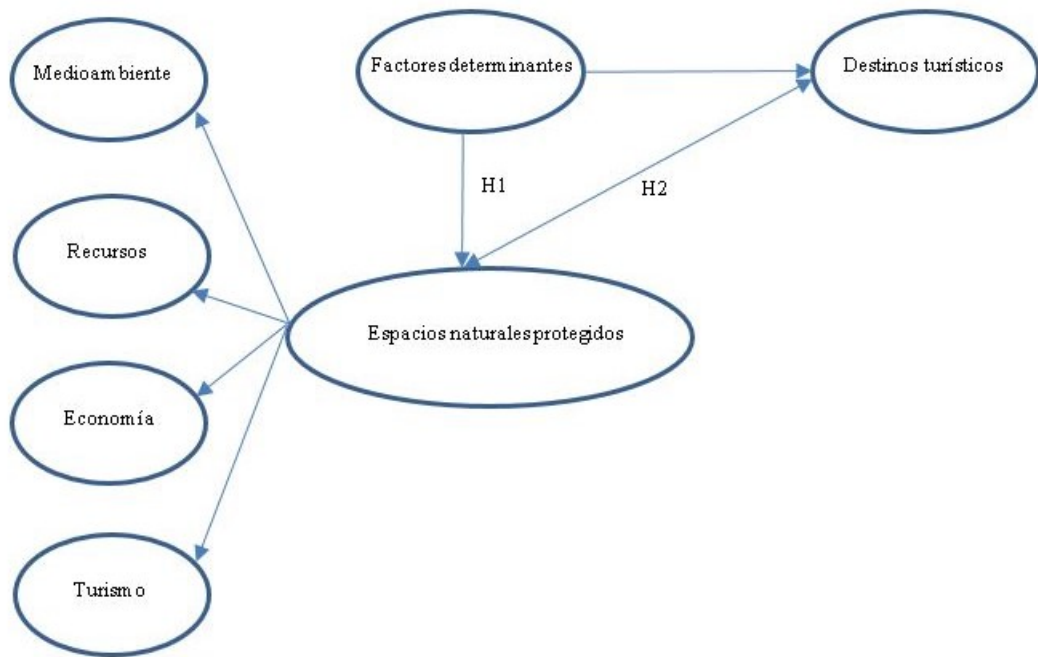 Medioambiente
Factores determinantes
Destinos turísticos
H1
H2
Recursos
Espacios naturales protegidos
Economía
Turismo